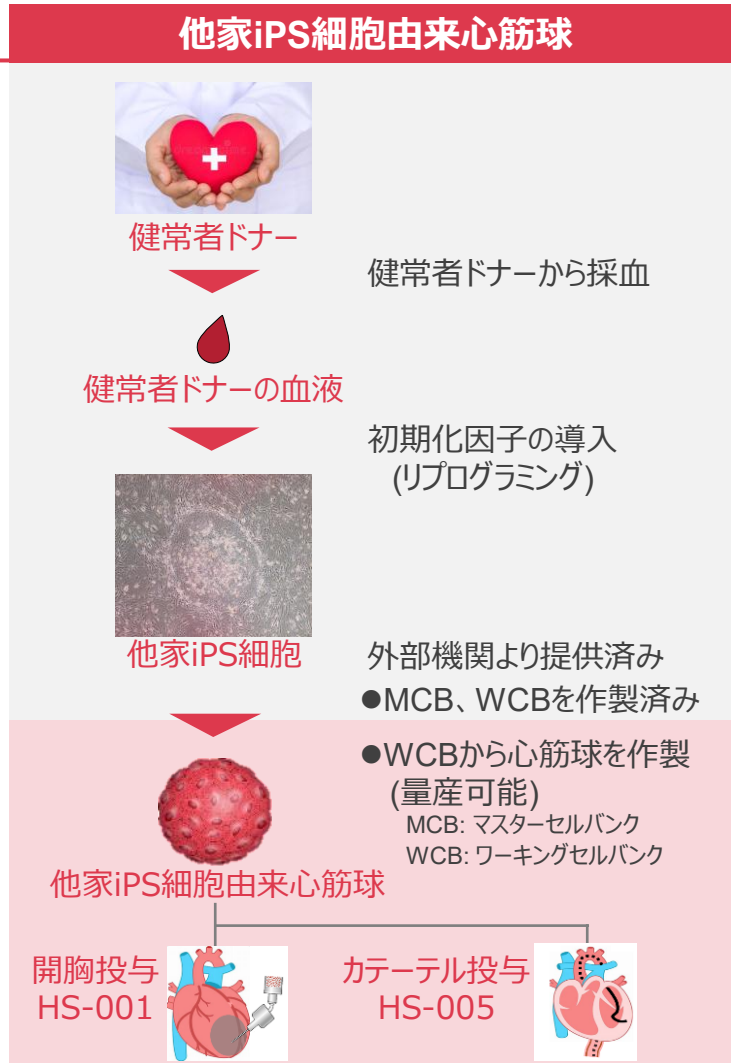 他家iPS細胞由来心筋球
健常者ドナー
健常者ドナーから採血
健常者ドナーの血液
初期化因子の導入
(リプログラミング)
他家iPS細胞
外部機関より提供済み
●MCB、WCBを作製済み
●WCBから心筋球を作製
(量産可能)
MCB: マスターセルバンク
WCB: ワーキングセルバンク
他家iPS細胞由来心筋球
開胸投与
HS-001
カテーテル投与
HS-005